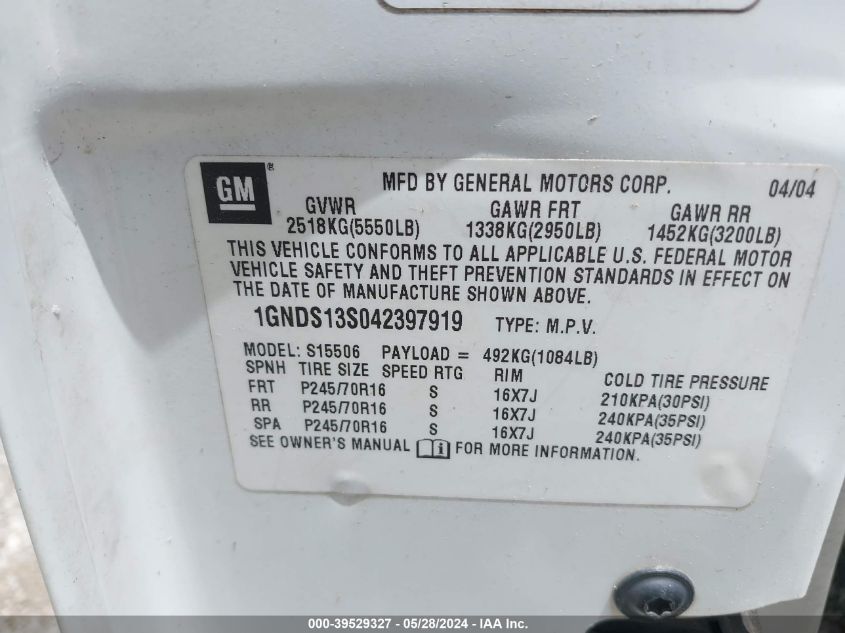 GM ® MFD BY GENERAL MOTORS CORP. 04/04
GVWR GAWR FRT GAWR RR
2518KG(5550LB) 1338KG(2950LB) 1452KG(3200LB)
THIS VEHICLE CONFORMS TO ALL APPLICABLE U.S. FEDERAL MOTOR
VEHICLE SAFETY AND THEFT PREVENTION STANDARDS IN EFFECT ON
THE DATE OF MANUFACTURE SHOWN ABOVE.
1GNDS13S042397919 TYPE: M.P.V.
MODEL: S15506 PAYLOAD = 492KG(1084LB)
SPNH TIRE SIZE SPEED RTG RIM COLD TIRE PRESSURE
FRT P245/70R16 S 16X7J 210KPA(30PSI)
RR P245/70R16 S 16X7J 240KPA(35PSI)
SPA P245/70R16 S 16X7J 240KPA(35PSI)
SEE OWNER'S MANUAL i FOR MORE INFORMATION.
000-39529327 - 05/28/2024 - IAA Inc.